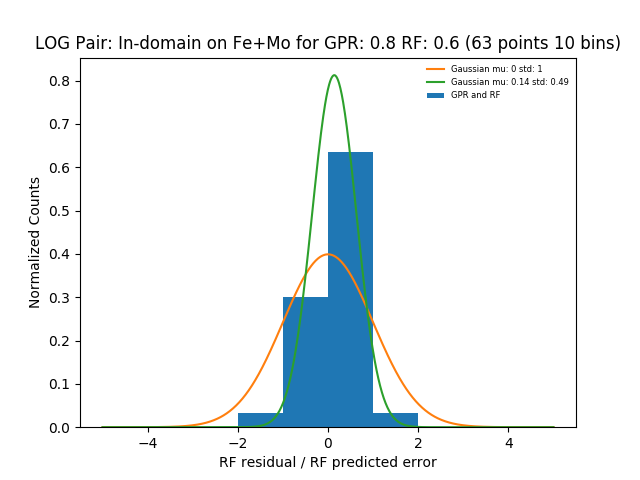 LOG Pair: In-domain on Fe+Mo for GPR: 0.8 RF: 0.6 (63 points 10 bins)
Gaussian mu: 0 std: 1
Gaussian mu: 0.14 std: 0.49
GPR and RF
Normalized Counts
0.8
0.7
0.6
0.5
0.4
0.3
0.2
0.1
0.0
−4 −2 0 2 4
RF residual / RF predicted error